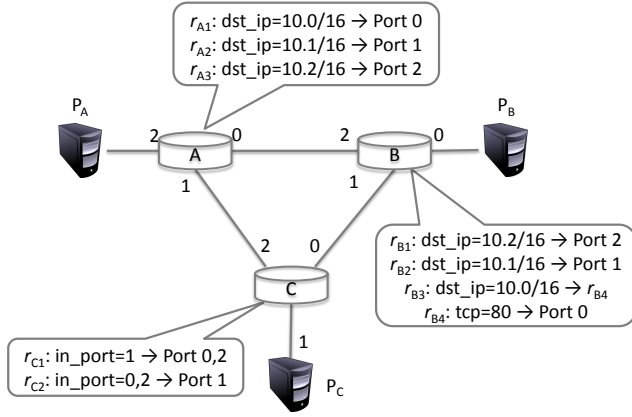 r_A1: dst_ip=10.0/16 → Port 0
r_A2: dst_ip=10.1/16 → Port 1
r_A3: dst_ip=10.2/16 → Port 2
P_A
P_B
2 A 0
2 B 0
1
1
2 0
C
1
P_C
r_B1: dst_ip=10.2/16 → Port 2
r_B2: dst_ip=10.1/16 → Port 1
r_B3: dst_ip=10.0/16 → r_B4
r_B4: tcp=80 → Port 0
r_C1: in_port=1 → Port 0,2
r_C2: in_port=0,2 → Port 1